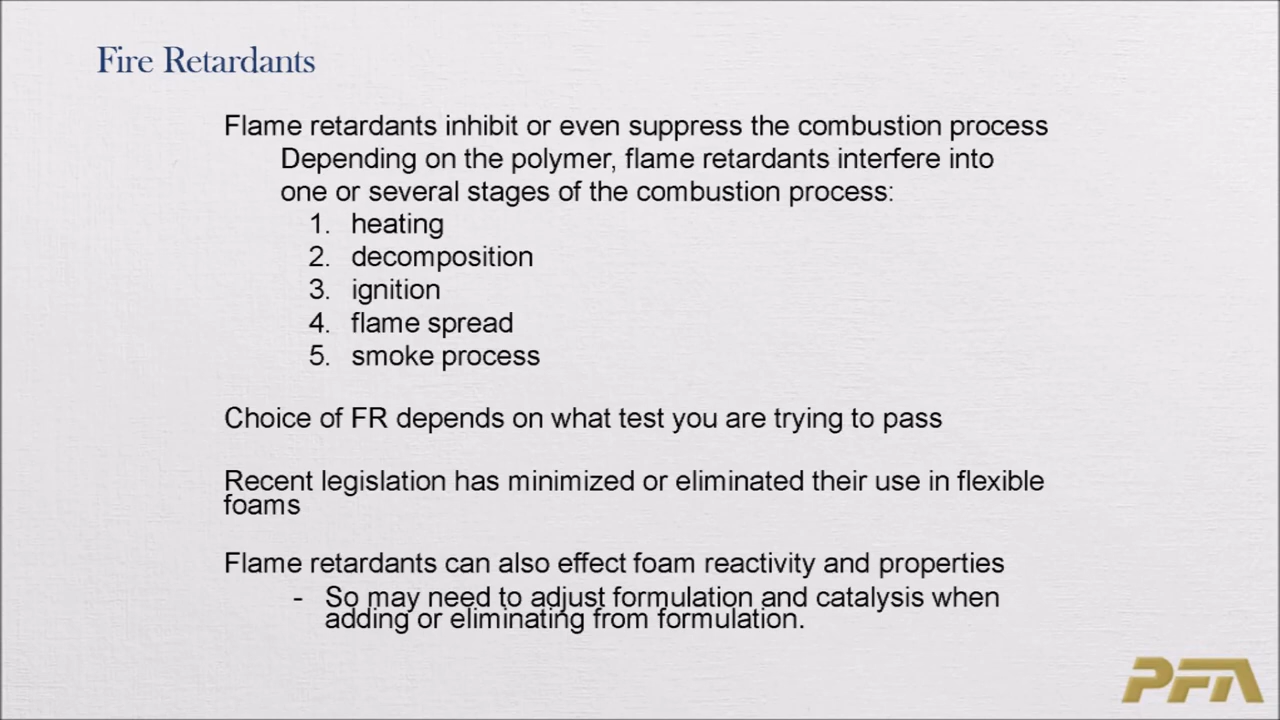 Fire Retardants
Flame retardants inhibit or even suppress the combustion process
Depending on the polymer, flame retardants interfere into
one or several stages of the combustion process:
1. heating
2. decomposition
3. ignition
4. flame spread
5. smoke process
Choice of FR depends on what test you are trying to pass
Recent legislation has minimized or eliminated their use in flexible
foams
Flame retardants can also effect foam reactivity and properties
- So may need to adjust formulation and catalysis when
adding or eliminating from formulation.
PFA